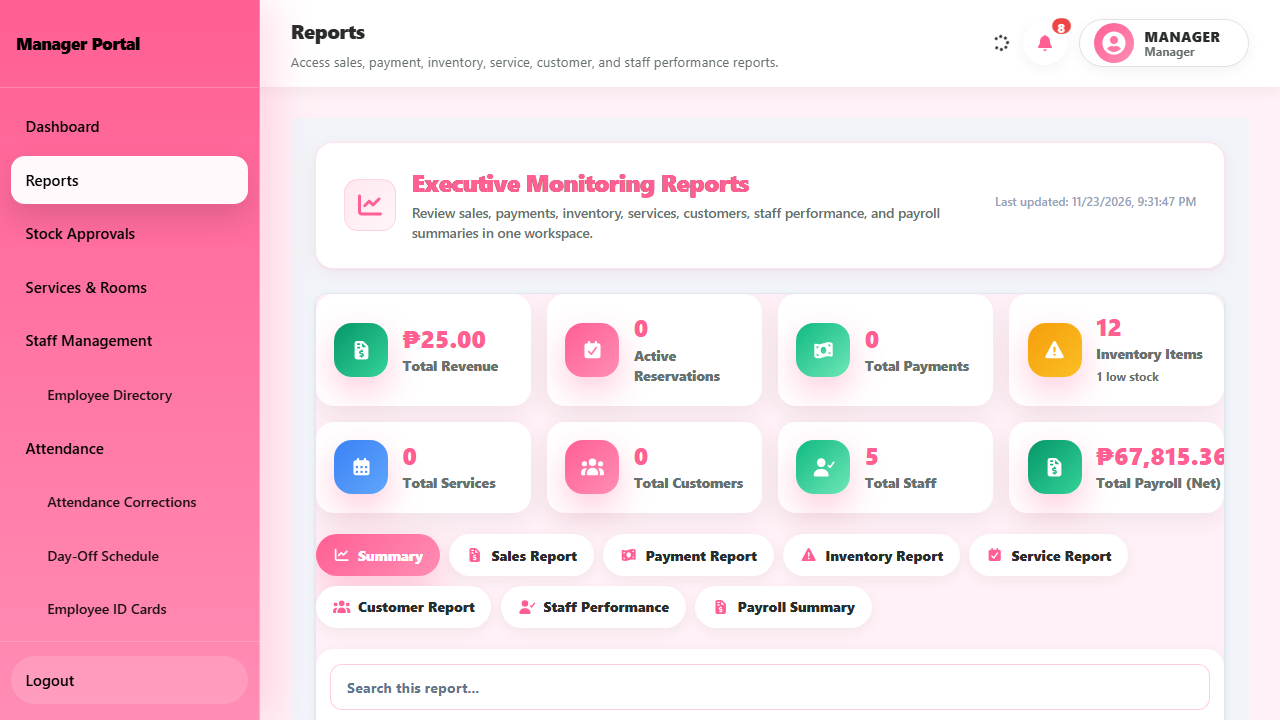 Manager Portal
Dashboard
Reports
Stock Approvals
Services & Rooms
Staff Management
Employee Directory
Attendance
Attendance Corrections
Day-Off Schedule
Employee ID Cards
Logout
Reports
Access sales, payment, inventory, service, customer, and staff performance reports.
8
MANAGER
Manager
Executive Monitoring Reports
Review sales, payments, inventory, services, customers, staff performance, and payroll
summaries in one workspace.
Last updated: 11/23/2026, 9:31:47 PM
₱25.00
Total Revenue
0
Active
Reservations
0
Total Payments
12
Inventory Items
1 low stock
0
Total Services
0
Total Customers
5
Total Staff
₱67,815.36
Total Payroll (Net)
Summary
Sales Report
Payment Report
Inventory Report
Service Report
Customer Report
Staff Performance
Payroll Summary
Search this report...